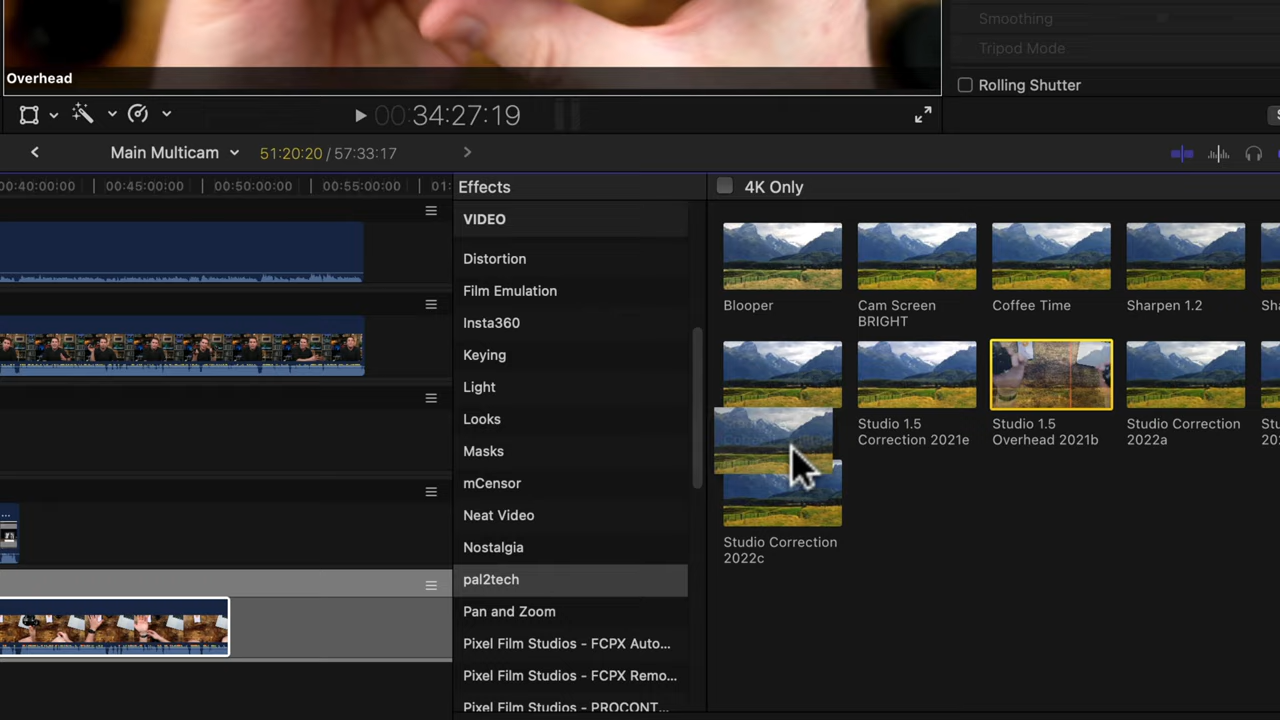 Smoothing
Tripod Mode
Rolling Shutter
Overhead
00:34:27:19
Main Multicam
51:20:20 / 57:33:17
00:40:00:00
00:45:00:00
00:50:00:00
00:55:00:00
01:
Effects
4K Only
VIDEO
Distortion
Film Emulation
Insta360
Keying
Light
Looks
Masks
mCensor
Neat Video
Nostalgia
pal2tech
Pan and Zoom
Pixel Film Studios - FCPX Auto...
Pixel Film Studios - FCPX Remo...
Pixel Film Studios - PROCONT...
Blooper
Cam Screen
BRIGHT
Coffee Time
Sharpen 1.2
Studio 1.5
Correction 2021e
Studio 1.5
Overhead 2021b
Studio Correction
2022a
Studio Correction
2022c